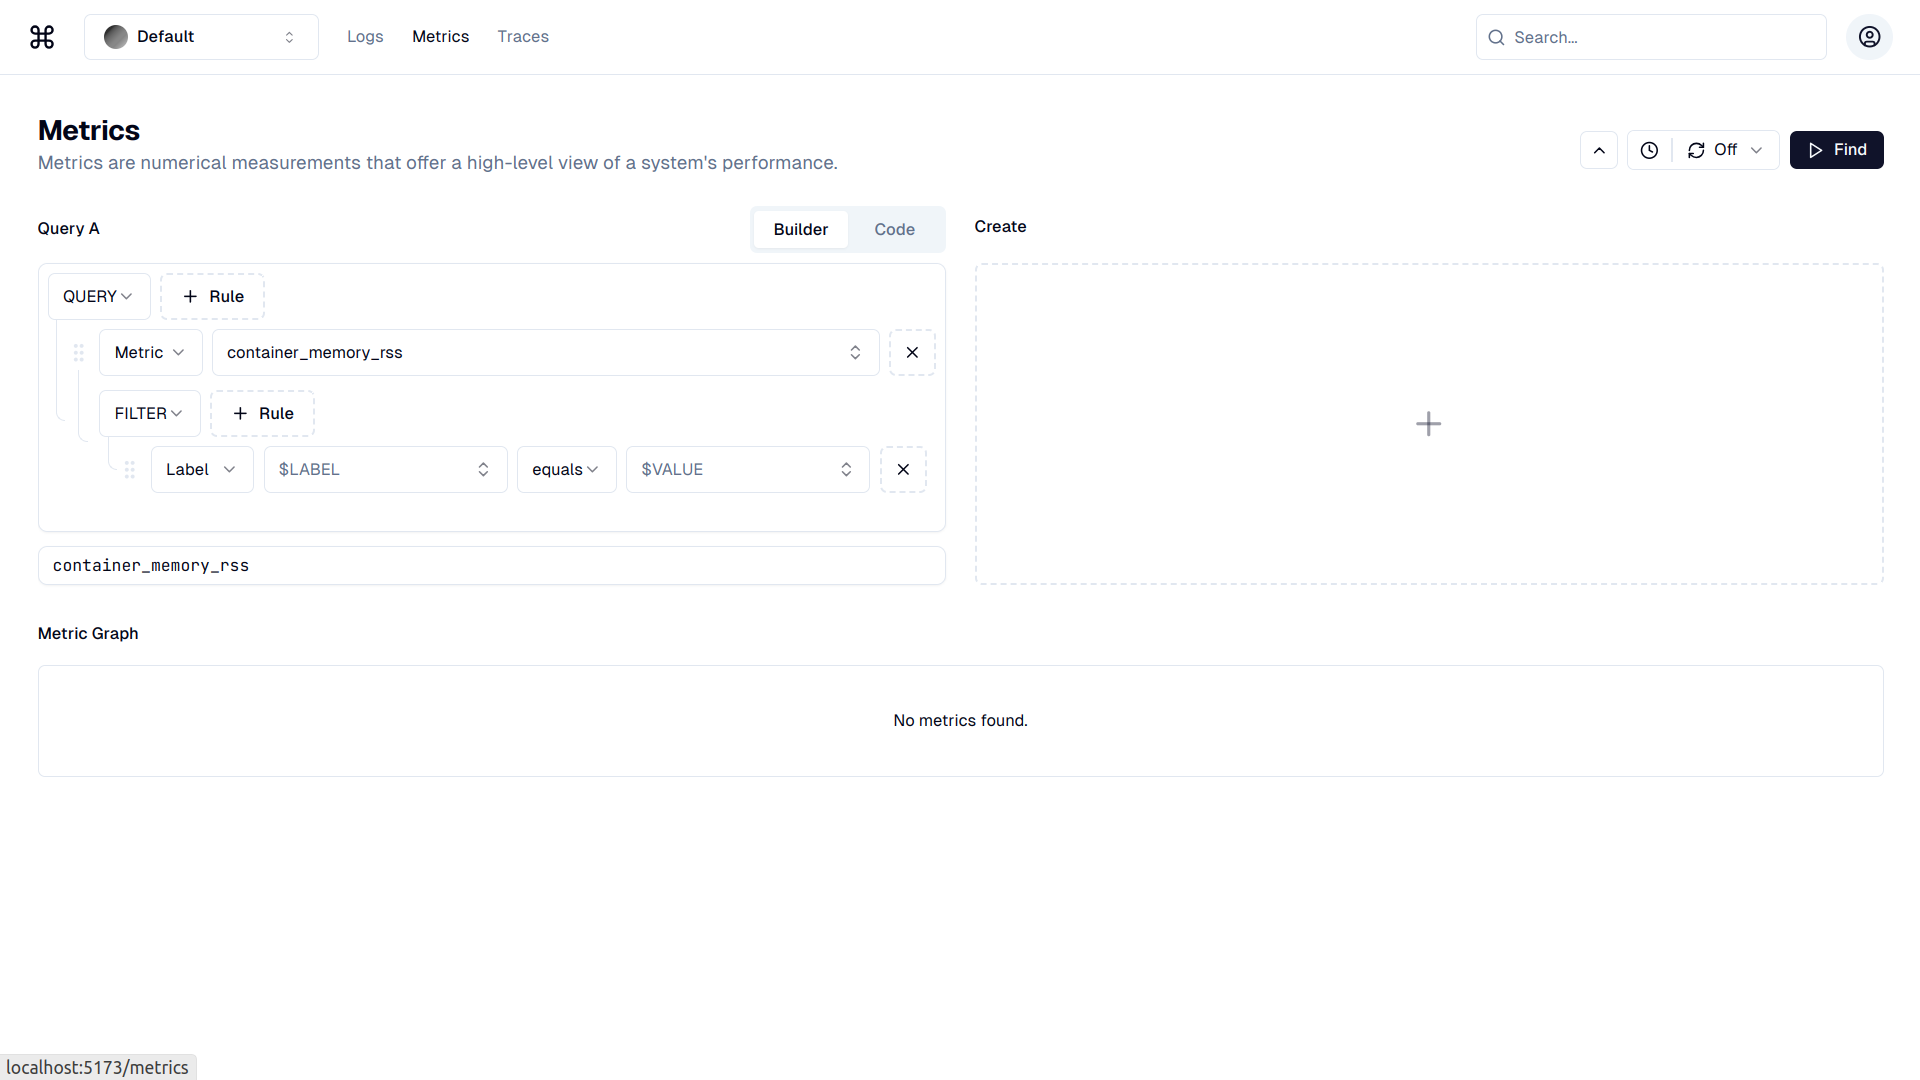 Default
Logs
Metrics
Traces
Search...
Metrics
Metrics are numerical measurements that offer a high-level view of a system's performance.
Off
Find
Query A
Builder
Code
Create
QUERY
Rule
Metric
container_memory_rss
FILTER
Rule
Label
$LABEL
equals
$VALUE
container_memory_rss
Metric Graph
No metrics found.
localhost:5173/metrics